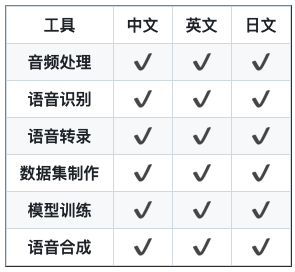 工具 中文 英文 日文
音频处理 ✔ ✔ ✔
语音识别 ✔ ✔ ✔
语音转录 ✔ ✔ ✔
数据集制作 ✔ ✔ ✔
模型训练 ✔ ✔ ✔
语音合成 ✔ ✔ ✔